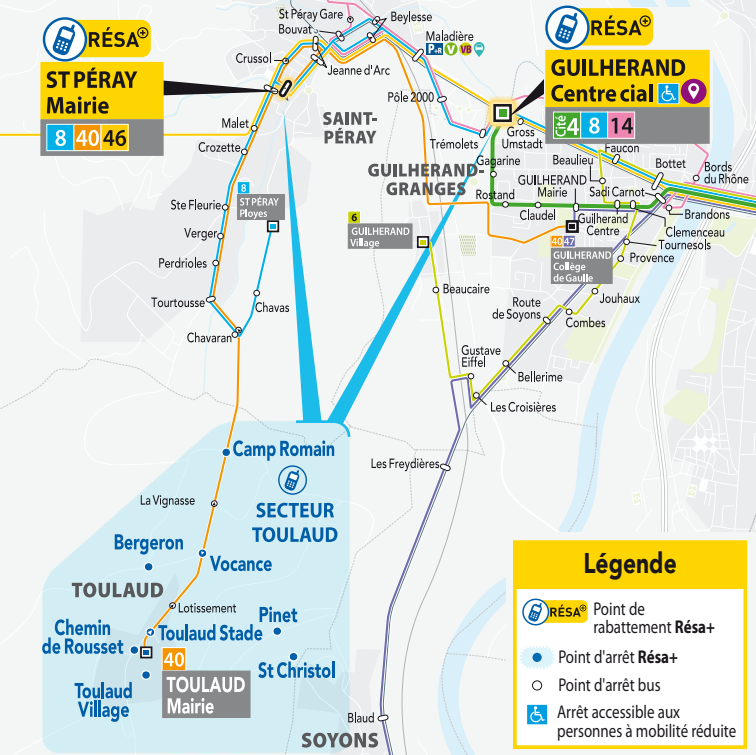 RÉSA+
ST PÉRAY
Mairie
8 40 46
St Péray Gare
Bouvat
Beylesse
Crussol
Jeanne d'Arc
Maladière
P+R V VB
Pôle 2000
RÉSA+
GUILHERAND
Centre cial
Cité 4 8 14
Malet
SAINT-
PÉRAY
Crozette
Trémolets
Gross
Umstadt
Gagarine
Faucon
Beaulieu
Bottet
Bords
du Rhône
GUILHERAND-
GRANGES
GUILHERAND
Mairie
Sadi Carnot
Rostand
Claudel
Guilherand
Centre
Brandons
Clemenceau
Tournesols
Provence
Ste Fleurie
8
ST PÉRAY
Ployes
Verger
Perdrioles
6
GUILHERAND
Village
40 47
GUILHERAND
Collège
de Gaulle
Tourtousse
Chavas
Chavaran
Beaucaire
Jouhaux
Route
de Soyons
Combes
Gustave
Eiffel
Bellerime
Les Croisières
Les Freydières
Camp Romain
SECTEUR
TOULAUD
La Vignasse
Bergeron
Vocance
TOULAUD
Lotissement
Pinet
Chemin
de Rousset
Toulaud Stade
St Christol
40
TOULAUD
Mairie
Toulaud
Village
Blaud
SOYONS
Légende
RÉSA+ Point de
rabattement Résa+
Point d'arrêt Résa+
Point d'arrêt bus
Arrêt accessible aux
personnes à mobilité réduite